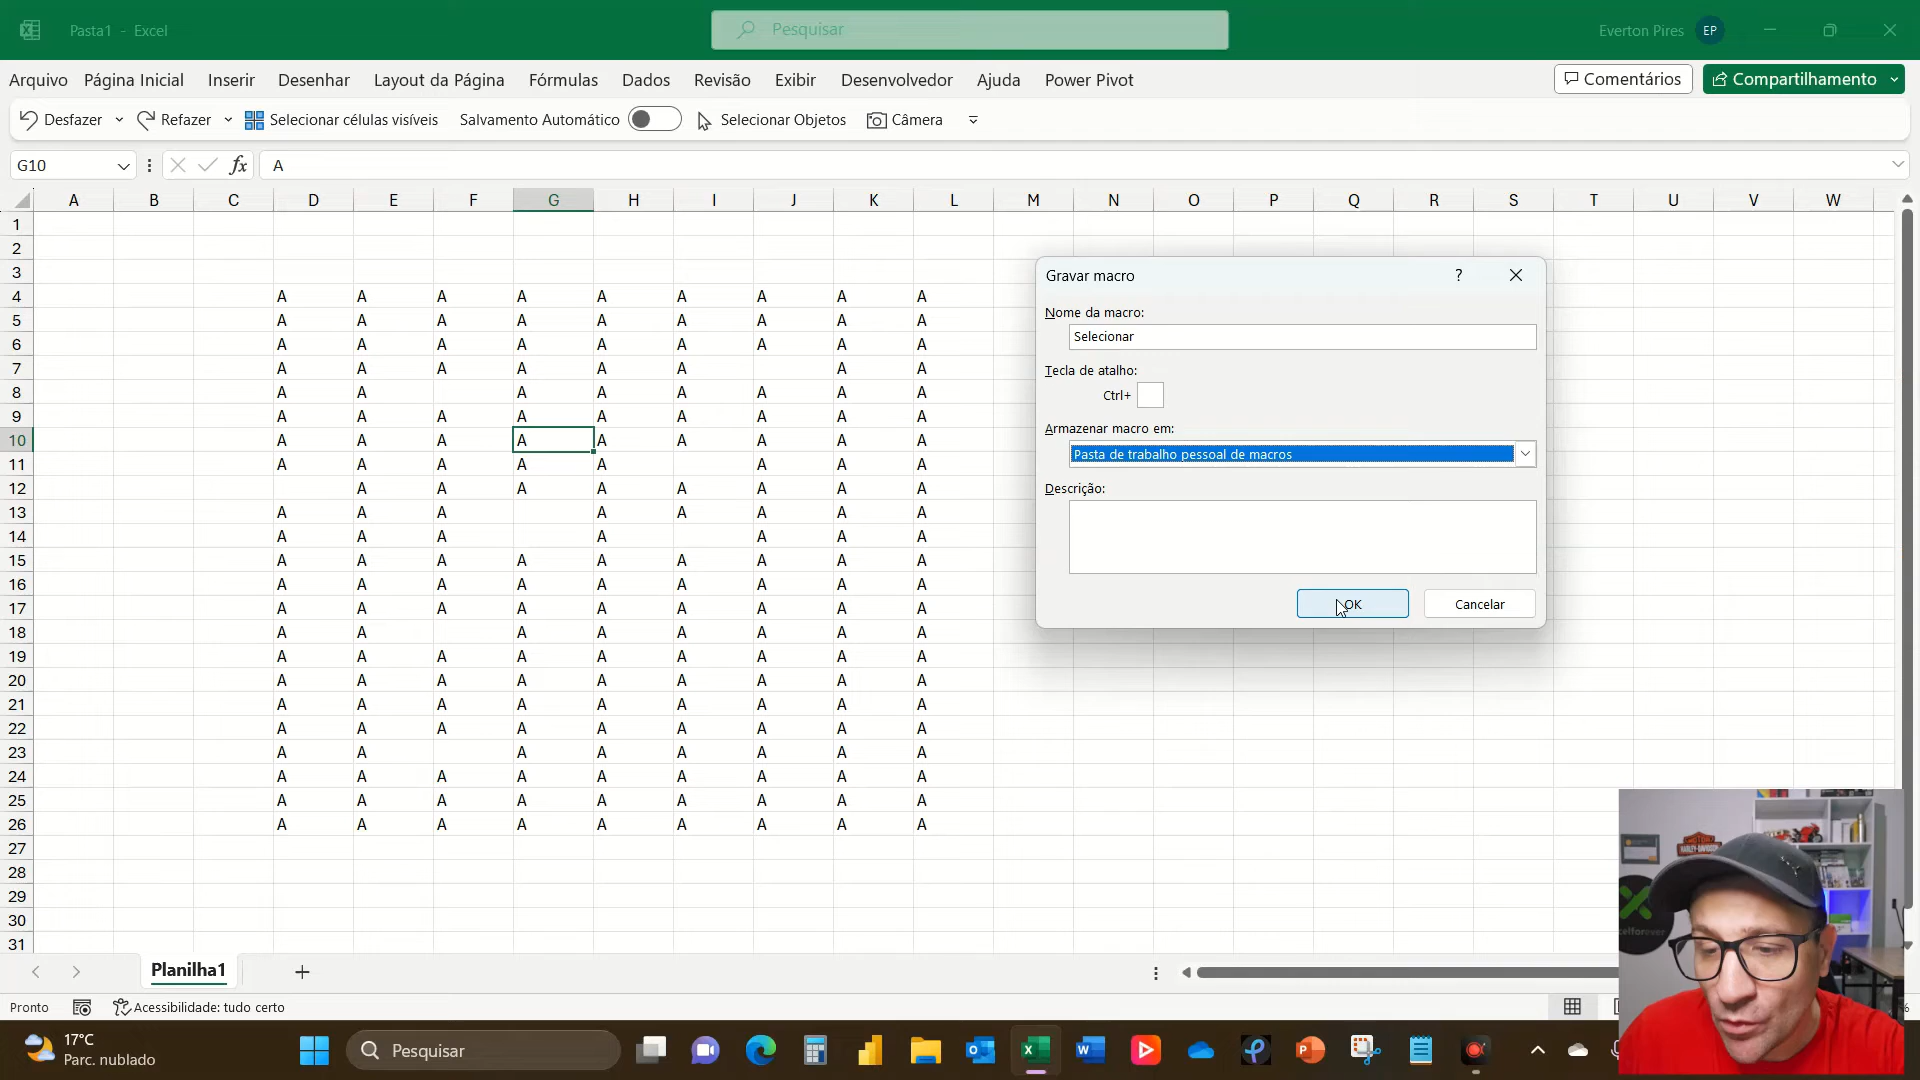 Pasta1 - Excel
Pesquisar
Everton Pires EP
Arquivo Página Inicial Inserir Desenhar Layout da Página Fórmulas Dados Revisão Exibir Desenvolvedor Ajuda Power Pivot Comentários Compartilhamento
Desfazer Refazer Selecionar células visíveis Salvamento Automático Selecionar Objetos Câmera
G10 fx A
A B C D E F G H I J K L M N O P Q R S T U V W
1
2
3
4 A A A A A A A A A
5 A A A A A A A A A
6 A A A A A A A A A
7 A A A A A A A A
8 A A A A A A A A
9 A A A A A A A A A
10 A A A A A A A A A
11 A A A A A A A A
12 A A A A A A A A
13 A A A A A A A A
14 A A A A A A A
15 A A A A A A A A A
16 A A A A A A A A A
17 A A A A A A A A A
18 A A A A A A A A
19 A A A A A A A A A
20 A A A A A A A A A
21 A A A A A A A A A
22 A A A A A A A A A
23 A A A A A A A A
24 A A A A A A A A A
25 A A A A A A A A A
26 A A A A A A A A A
27
28
29
30
31
Gravar macro ?
Nome da macro:
Selecionar
Tecla de atalho:
Ctrl+
Armazenar macro em:
Pasta de trabalho pessoal de macros
Descrição:
OK Cancelar
Planilha1
Pronto Acessibilidade: tudo certo
17°C
Parc. nublado
Pesquisar
HARLEY-DAVIDSON